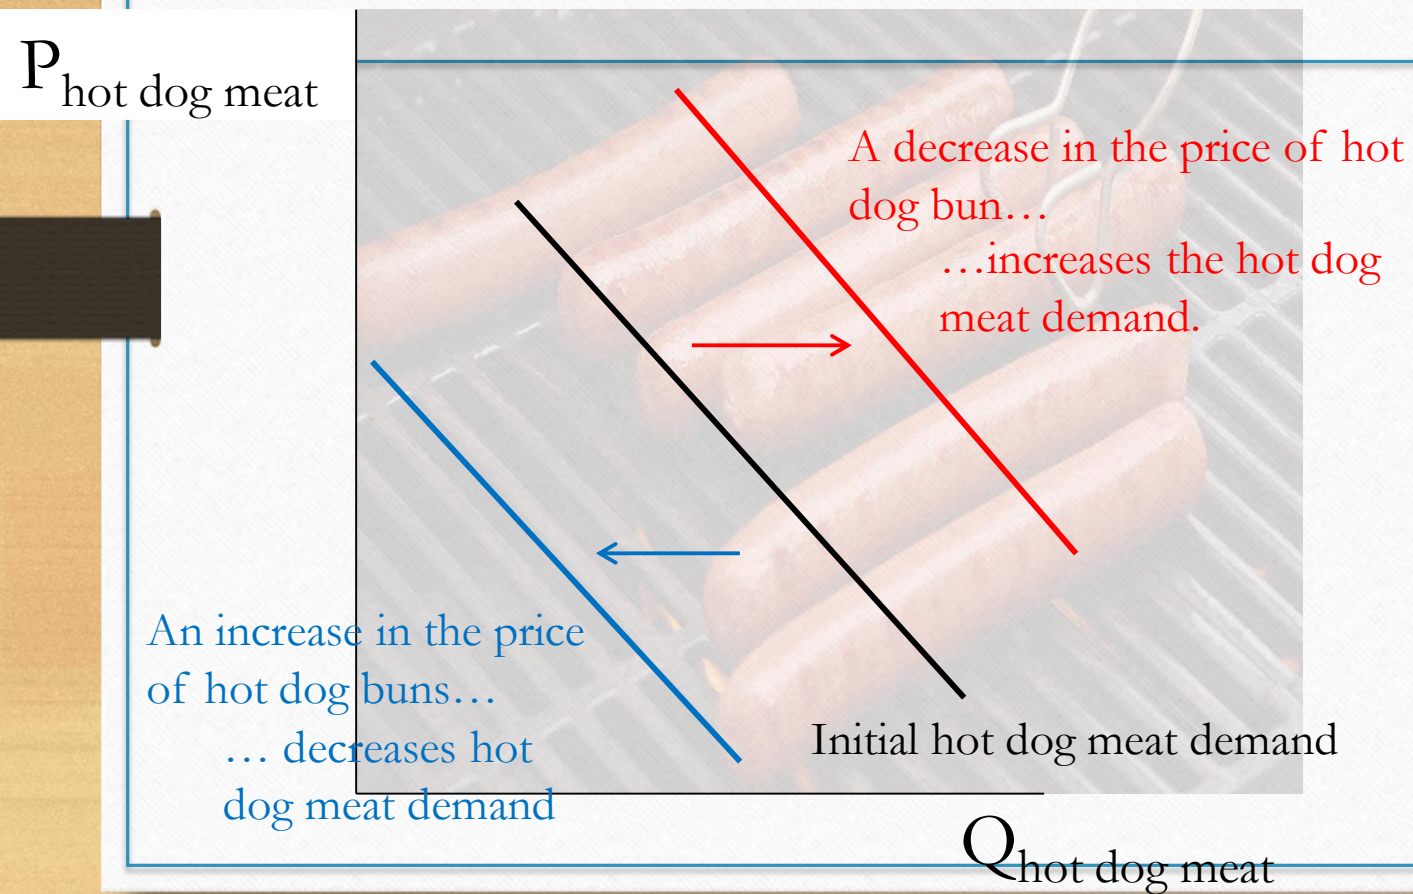 P hot dog meat
A decrease in the price of hot
dog bun…
…increases the hot dog
meat demand.
An increase in the price
of hot dog buns…
… decreases hot
dog meat demand
Initial hot dog meat demand
Q hot dog meat